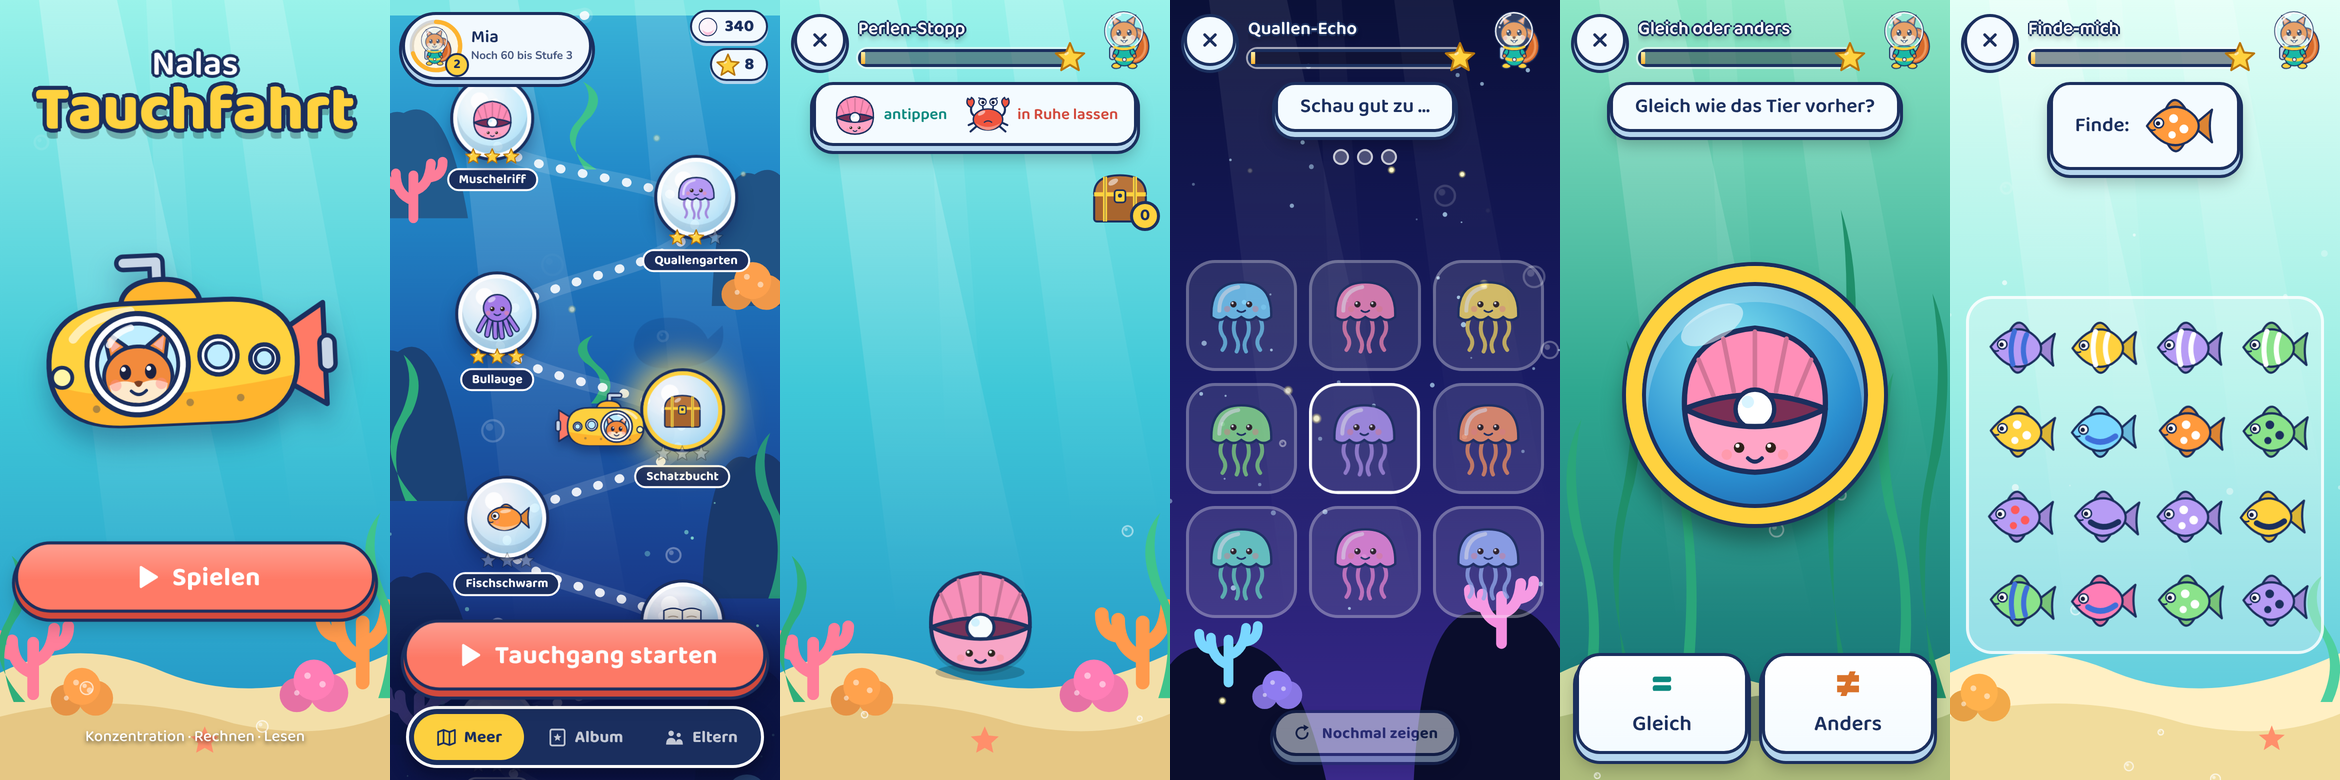 Nalas
Tauchfahrt
Spielen
Konzentration · Rechnen · Lesen
Mia
Noch 60 bis Stufe 3
2
340
8
Muschelriff
Quallengarten
Bullauge
Schatzbucht
Fischschwarm
Tauchgang starten
Meer
Album
Eltern
Perlen-Stopp
antippen
in Ruhe lassen
0
Quallen-Echo
Schau gut zu ...
Nochmal zeigen
Gleich oder anders
Gleich wie das Tier vorher?
=
Gleich
≠
Anders
Finde-mich
Finde: